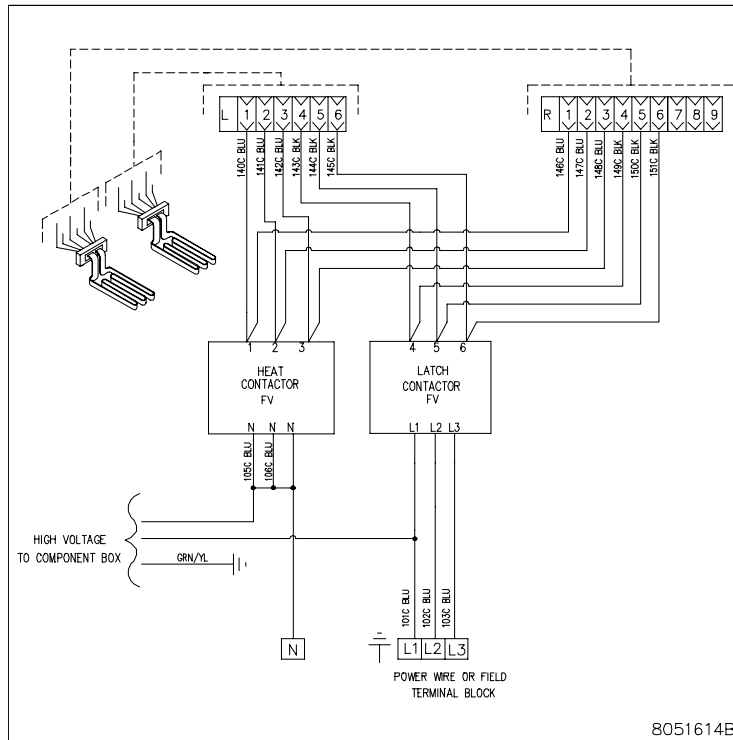 L 1 2 3 4 5 6
R 1 2 3 4 5 6 7 8 9
140C BLU
141C BLU
142C BLU
143C BLK
144C BLK
145C BLK
146C BLU
147C BLU
148C BLU
149C BLK
150C BLK
151C BLK
1 2 3
HEAT
CONTACTOR
FV
N N N
4 5 6
LATCH
CONTACTOR
FV
L1 L2 L3
105C BLU
106C BLU
HIGH VOLTAGE
TO COMPONENT BOX
GRN/YL
101C BLU
102C BLU
103C BLU
N
L1 L2 L3
POWER WIRE OR FIELD
TERMINAL BLOCK
8051614B